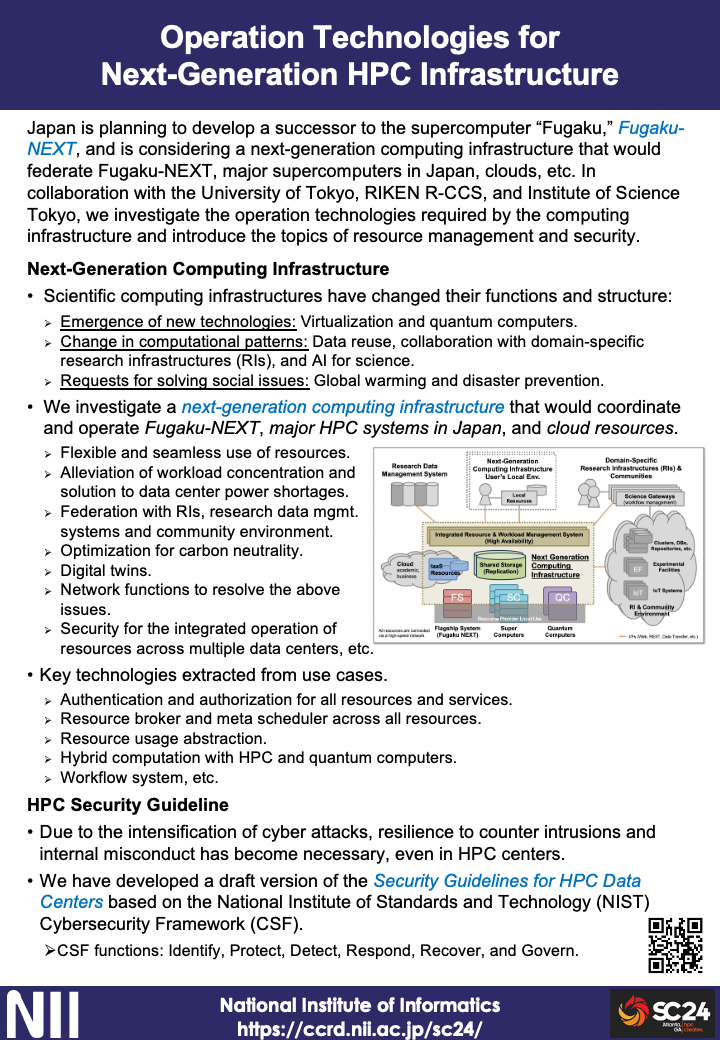 Operation Technologies for
Next-Generation HPC Infrastructure
Japan is planning to develop a successor to the supercomputer “Fugaku,” Fugaku-
NEXT, and is considering a next-generation computing infrastructure that would
federate Fugaku-NEXT, major supercomputers in Japan, clouds, etc. In
collaboration with the University of Tokyo, RIKEN R-CCS, and Institute of Science
Tokyo, we investigate the operation technologies required by the computing
infrastructure and introduce the topics of resource management and security.
Next-Generation Computing Infrastructure
• Scientific computing infrastructures have changed their functions and structure:
➢ Emergence of new technologies: Virtualization and quantum computers.
➢ Change in computational patterns: Data reuse, collaboration with domain-specific
research infrastructures (RIs), and AI for science.
➢ Requests for solving social issues: Global warming and disaster prevention.
• We investigate a next-generation computing infrastructure that would coordinate
and operate Fugaku-NEXT, major HPC systems in Japan, and cloud resources.
➢ Flexible and seamless use of resources.
➢ Alleviation of workload concentration and
solution to data center power shortages.
➢ Federation with RIs, research data mgmt.
systems and community environment.
➢ Optimization for carbon neutrality.
➢ Digital twins.
➢ Network functions to resolve the above
issues.
➢ Security for the integrated operation of
resources across multiple data centers, etc.
Research Data
Management System
Next-Generation
Computing Infrastructure
User's Local Env.
Local
Resources
Domain-Specific
Research Infrastructures (RIs) &
Communities
Science Gateways
(workflow management)
Integrated Resource & Workload Management System
(High Availability)
Clusters, DBs,
Repositories, etc.
Cloud
academic,
business
IaaS
Resources
Shared Storage
(Replication)
Next Generation
Computing
Infrastructure
EF
Experimental
Facilities
IoT
IoT Systems
RI & Community
Environment
FS
SC
QC
Resource Provider Local Use
All resources are connected
via a high-speed network
Flagship System
(Fugaku NEXT)
Super
Computers
Quantum
Computers
I/Fs (Web, REST, Data Transfer, etc.)
• Key technologies extracted from use cases.
➢ Authentication and authorization for all resources and services.
➢ Resource broker and meta scheduler across all resources.
➢ Resource usage abstraction.
➢ Hybrid computation with HPC and quantum computers.
➢ Workflow system, etc.
HPC Security Guideline
• Due to the intensification of cyber attacks, resilience to counter intrusions and
internal misconduct has become necessary, even in HPC centers.
• We have developed a draft version of the Security Guidelines for HPC Data
Centers based on the National Institute of Standards and Technology (NIST)
Cybersecurity Framework (CSF).
➢CSF functions: Identify, Protect, Detect, Respond, Recover, and Govern.
NII
National Institute of Informatics
https://ccrd.nii.ac.jp/sc24/
SC24
Atlanta, GA
hpc creates.